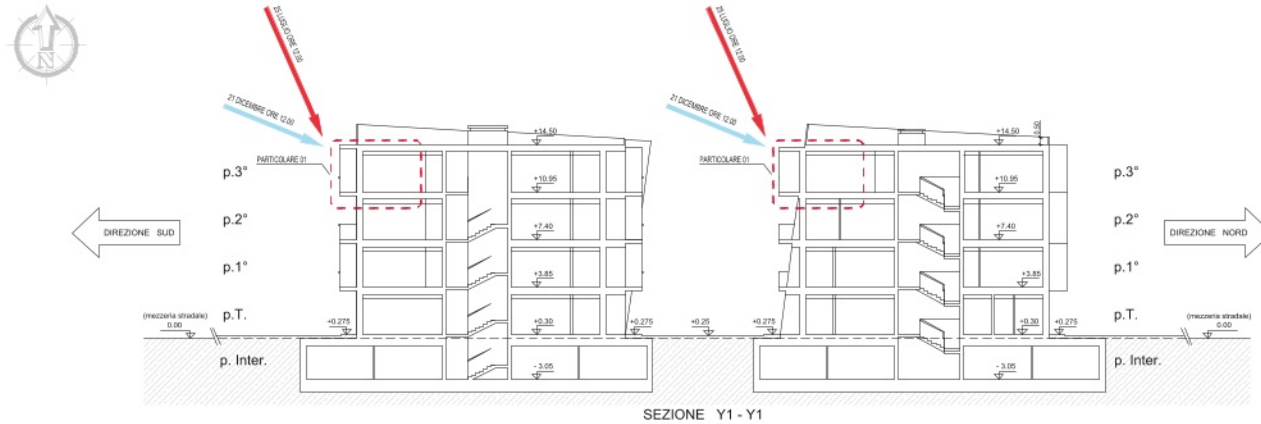 N
25 LUGLIO ORE 12.00
21 DICEMBRE ORE 12.00
PARTICOLARE 01
25 LUGLIO ORE 12.00
21 DICEMBRE ORE 12.00
PARTICOLARE 01
+14,50
+14,50
0.50
p.3°
+10.95
+10.95
p.3°
DIREZIONE SUD
p.2°
+7.40
+7.40
p.2°
DIREZIONE NORD
p.1°
+3.85
+3.85
p.1°
(mezzeria stradale)
0.00
p.T.
+0.275
+0.30
+0.275
+0.25
+0.275
+0.30
+0.275
p.T.
(mezzeria stradale)
0.00
p. Inter.
- 3.05
- 3.05
p. Inter.
SEZIONE Y1 - Y1